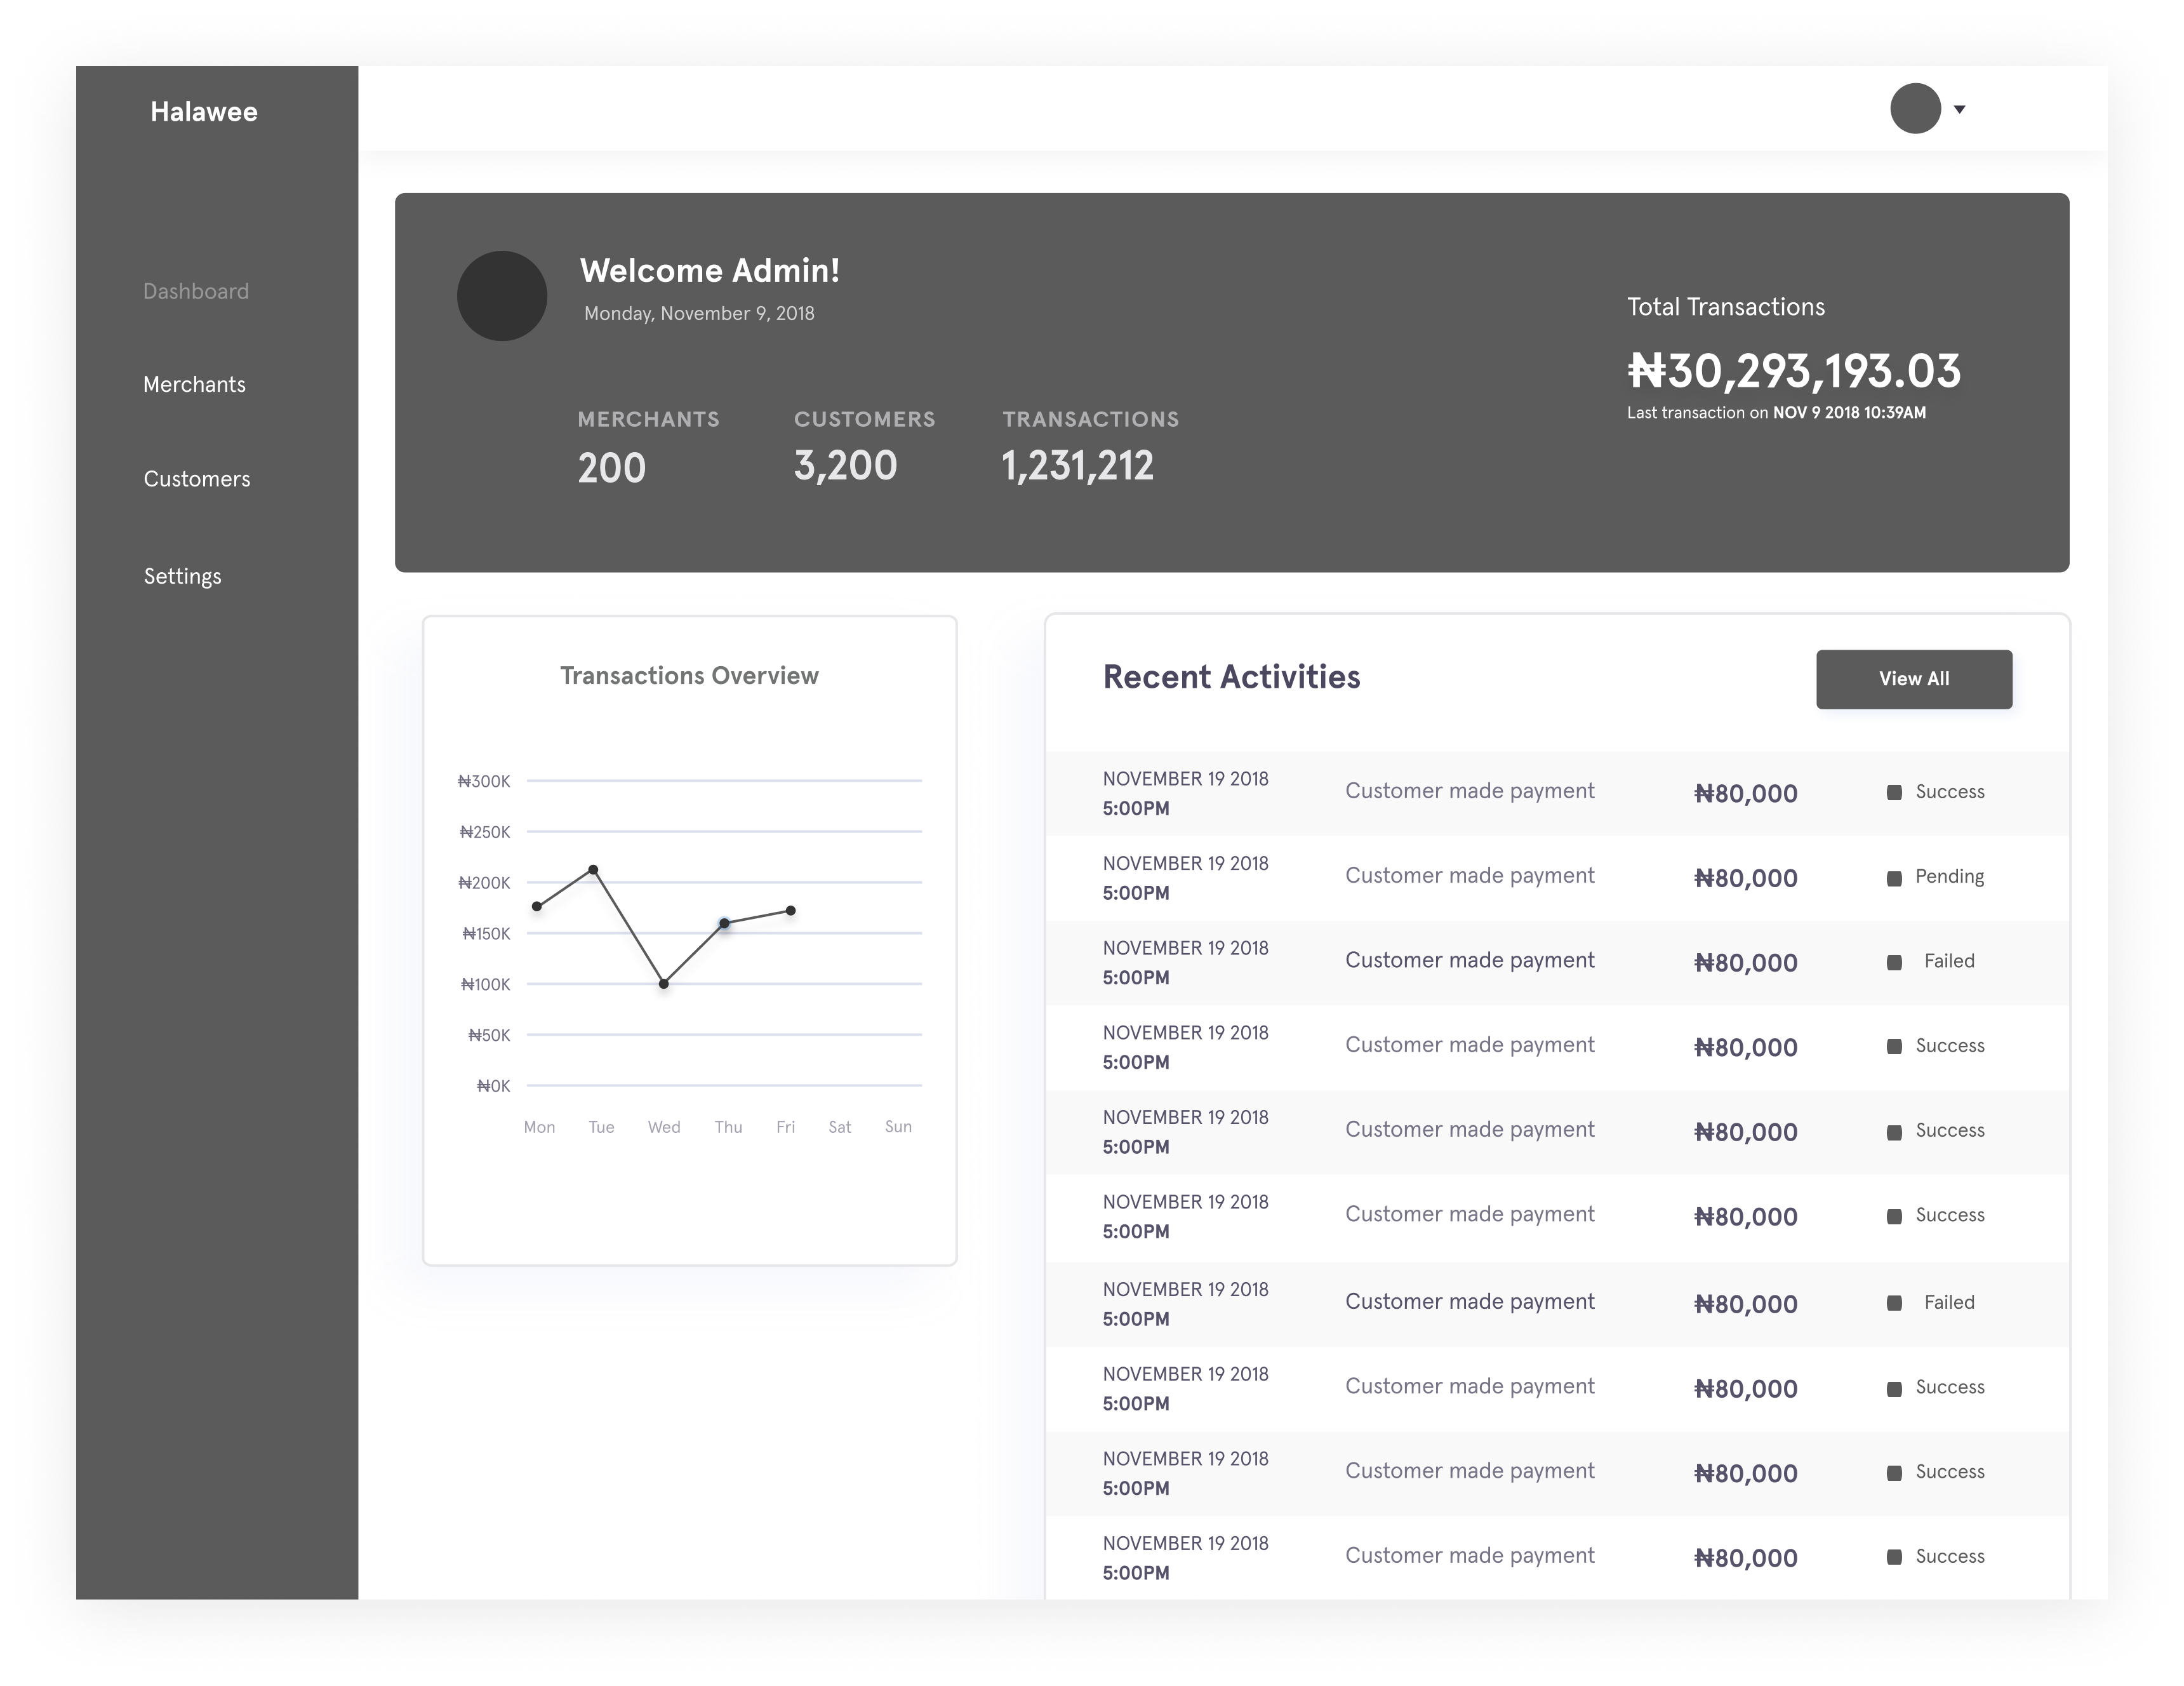 Halawee
Dashboard
Merchants
Customers
Settings
Welcome Admin!
Monday, November 9, 2018
MERCHANTS CUSTOMERS TRANSACTIONS
200 3,200 1,231,212
Total Transactions
₦30,293,193.03
Last transaction on NOV 9 2018 10:39AM
Transactions Overview
₦300K
₦250K
₦200K
₦150K
₦100K
₦50K
₦0K
Mon Tue Wed Thu Fri Sat Sun
Recent Activities
View All
NOVEMBER 19 2018
5:00PM
Customer made payment ₦80,000 Success
NOVEMBER 19 2018
5:00PM
Customer made payment ₦80,000 Pending
NOVEMBER 19 2018
5:00PM
Customer made payment ₦80,000 Failed
NOVEMBER 19 2018
5:00PM
Customer made payment ₦80,000 Success
NOVEMBER 19 2018
5:00PM
Customer made payment ₦80,000 Success
NOVEMBER 19 2018
5:00PM
Customer made payment ₦80,000 Success
NOVEMBER 19 2018
5:00PM
Customer made payment ₦80,000 Failed
NOVEMBER 19 2018
5:00PM
Customer made payment ₦80,000 Success
NOVEMBER 19 2018
5:00PM
Customer made payment ₦80,000 Success
NOVEMBER 19 2018
5:00PM
Customer made payment ₦80,000 Success